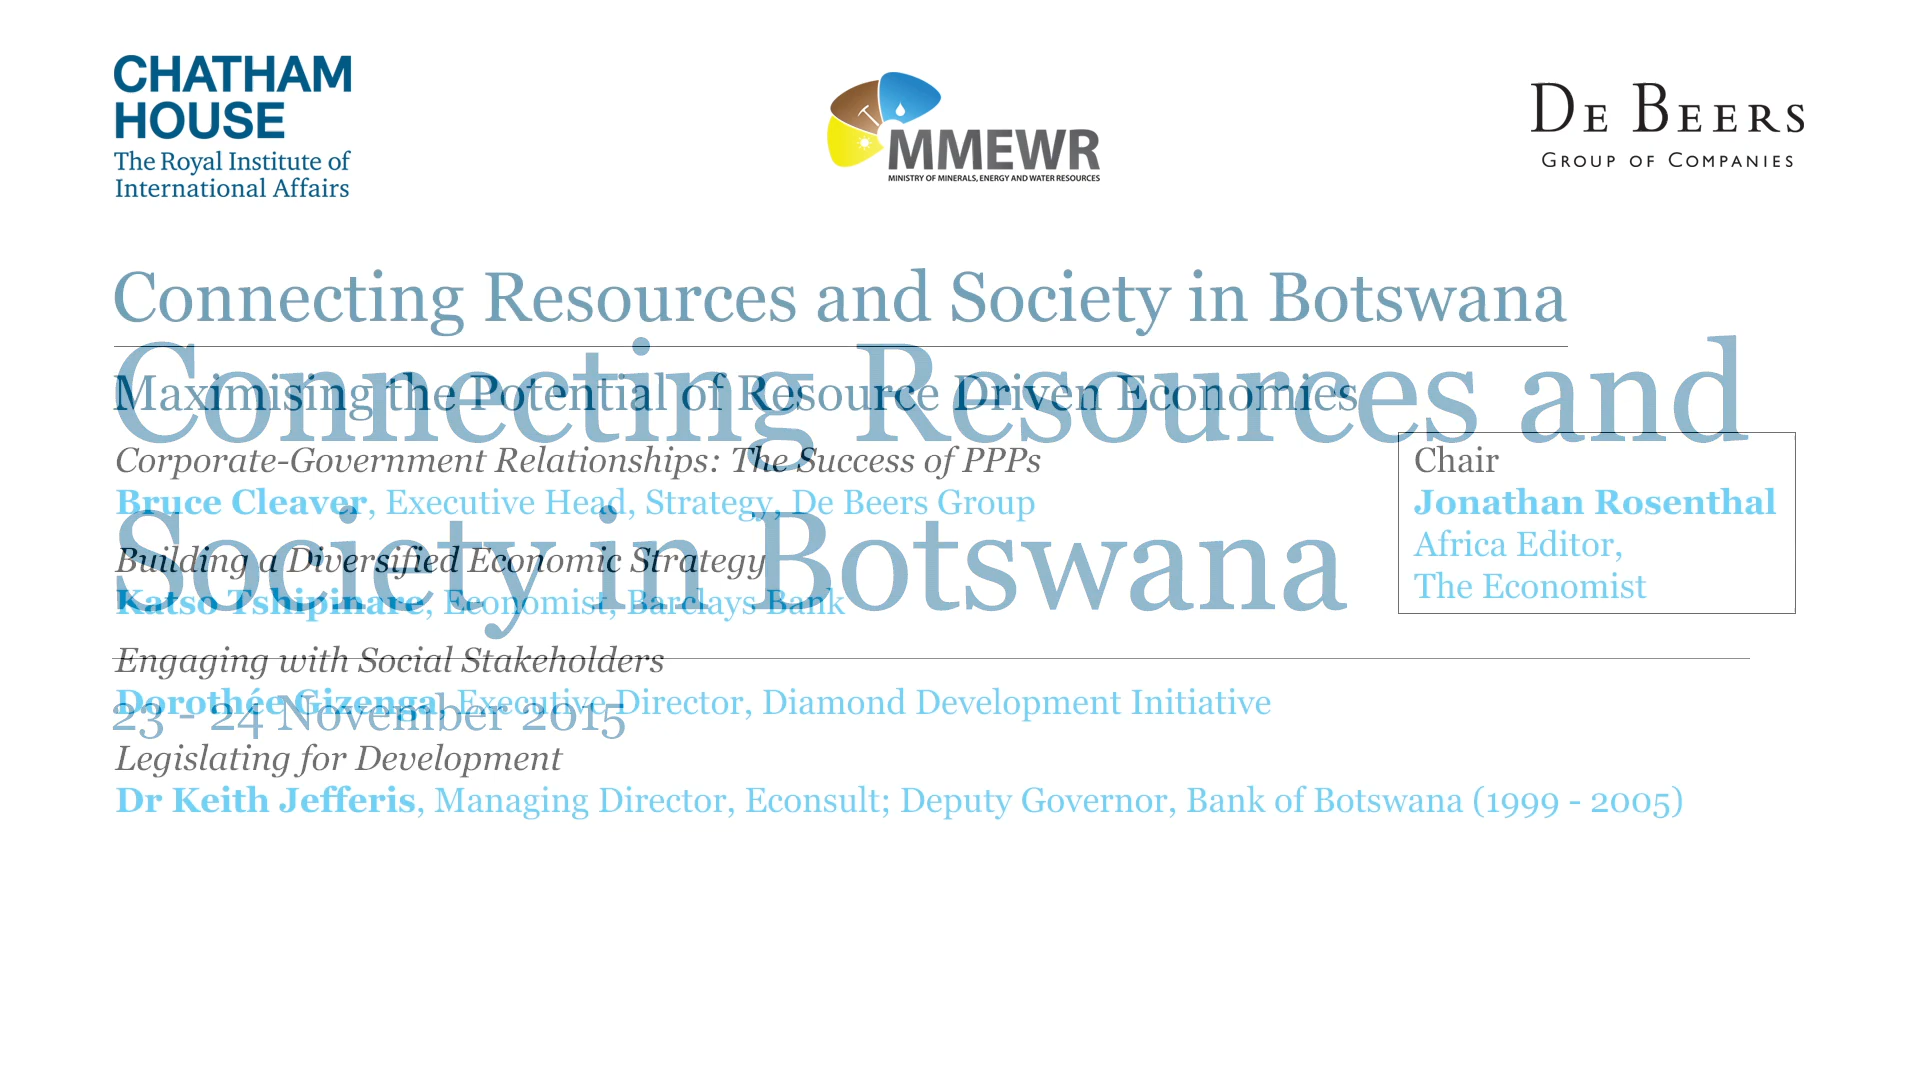 CHATHAM
HOUSE
The Royal Institute of
International Affairs
MMEWR
MINISTRY OF MINERALS, ENERGY AND WATER RESOURCES
DE BEERS
GROUP OF COMPANIES
Connecting Resources and Society in Botswana
Maximising the Potential of Resource Driven Economies
Connecting Resources and
Society in Botswana
23 - 24 November 2015
Corporate-Government Relationships: The Success of PPPs
Bruce Cleaver, Executive Head, Strategy, De Beers Group
Building a Diversified Economic Strategy
Katso Tshipinare, Economist, Barclays Bank
Engaging with Social Stakeholders
Dorothée Gizenga, Executive Director, Diamond Development Initiative
Legislating for Development
Dr Keith Jefferis, Managing Director, Econsult; Deputy Governor, Bank of Botswana (1999 - 2005)
Chair
Jonathan Rosenthal
Africa Editor,
The Economist